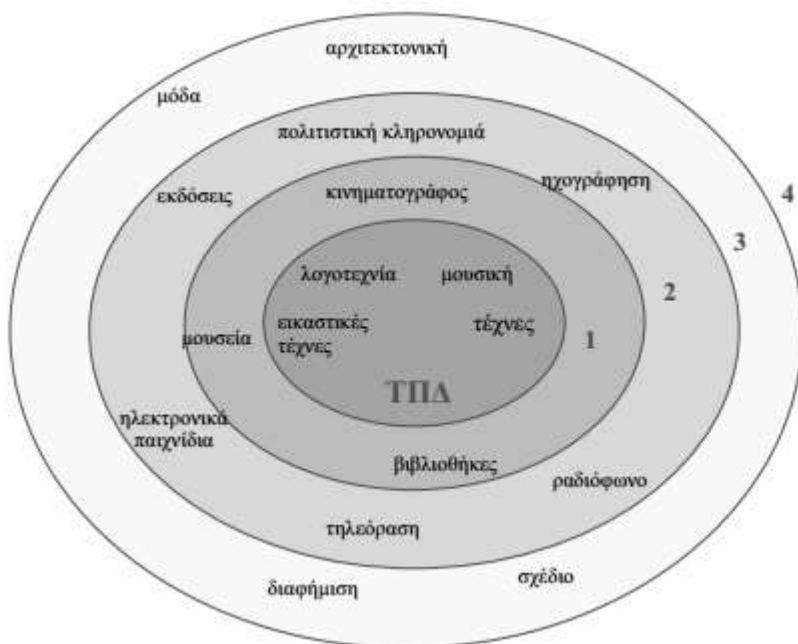 αρχιτεκτονική
μόδα
πολιτιστική κληρονομιά
ηχογράφηση
εκδόσεις
κινηματογράφος
4
3
λογοτεχνία
μουσική
2
εικαστικές
τέχνες
τέχνες
μουσεία
1
ΤΠΔ
ηλεκτρονικά
παιχνίδια
βιβλιοθήκες
ραδιόφωνο
τηλεόραση
σχέδιο
διαφήμιση